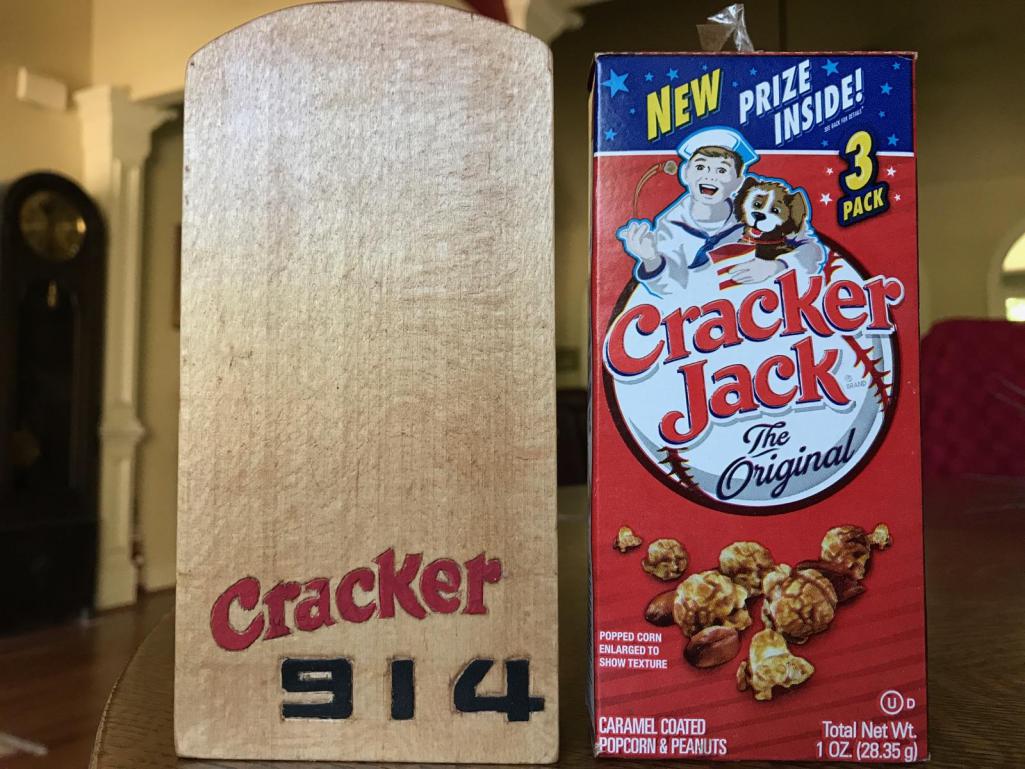 Cracker
914
NEW PRIZE
INSIDE!
3
PACK
Cracker
Jack
BRAND
The
Original
POPPED CORN
ENLARGED TO
SHOW TEXTURE
U D
CARAMEL COATED
POPCORN & PEANUTS
Total Net Wt.
1 OZ. (28.35 g)